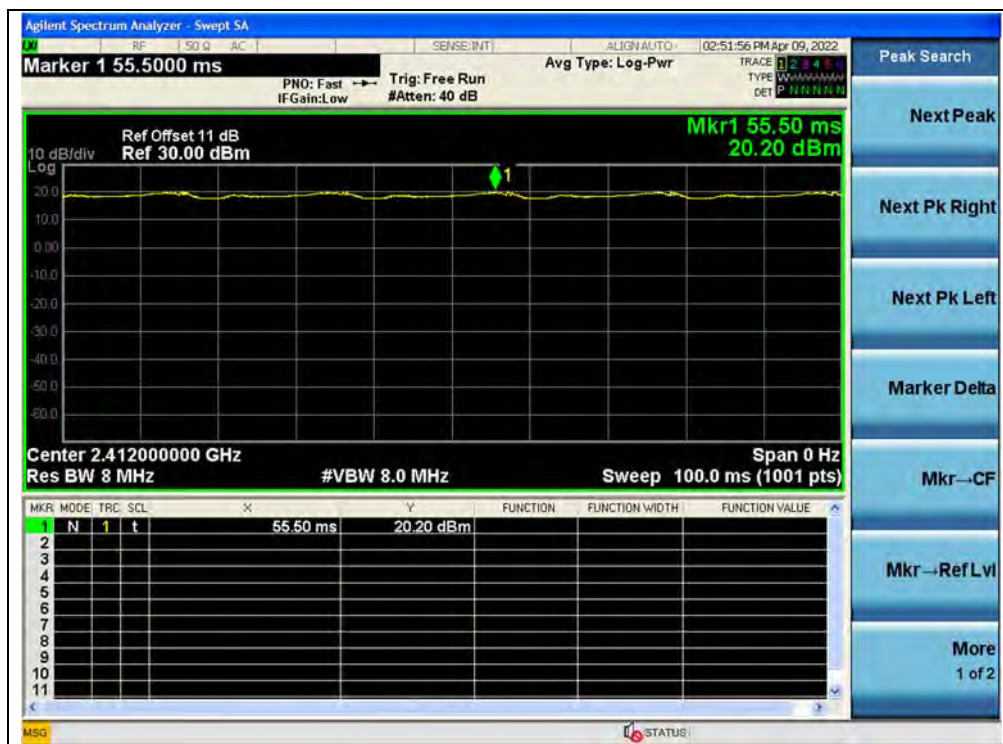 Agilent Spectrum Analyzer - Swept SA
LXI RF 50 Ω AC SENSE:INT ALIGN AUTO 02:51:56 PM Apr 09, 2022
Marker 1 55.5000 ms
PNO: Fast
IFGain:Low
Trig: Free Run
#Atten: 40 dB
Avg Type: Log-Pwr
TRACE 1 2 3 4 5 6
TYPE
DET P N N N N N
Peak Search
Next Peak
Next Pk Right
Next Pk Left
Marker Delta
Mkr→CF
Mkr→Ref Lvl
More
1 of 2
Mkr1 55.50 ms
20.20 dBm
Ref Offset 11 dB
10 dB/div Ref 30.00 dBm
Log
20.0
10.0
0.00
-10.0
-20.0
-30.0
-40.0
-50.0
-60.0
1
Center 2.412000000 GHz Span 0 Hz
Res BW 8 MHz #VBW 8.0 MHz Sweep 100.0 ms (1001 pts)
MKR MODE TRC SCL X Y FUNCTION FUNCTION WIDTH FUNCTION VALUE
1 N 1 t 55.50 ms 20.20 dBm
2
3
4
5
6
7
8
9
10
11
MSG STATUS